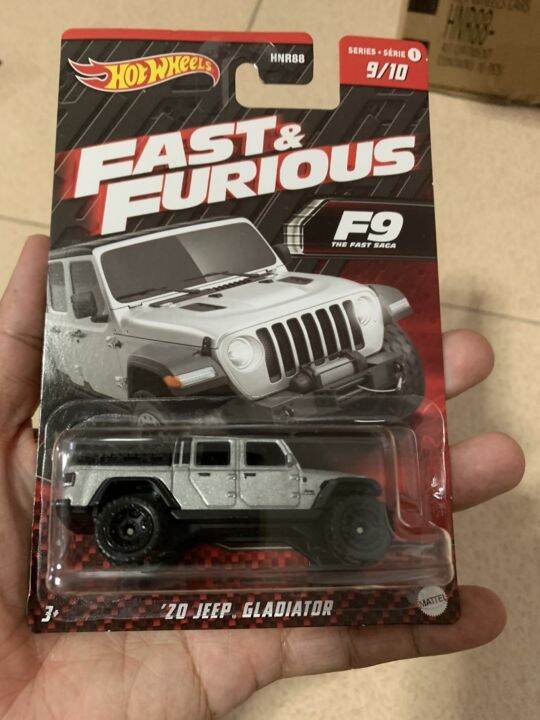 HOT WHEELS
HNR88
SERIES • SÉRIE 1
9/10
FAST &
FURIOUS
F9
THE FAST SAGA
3+
'20 JEEP® GLADIATOR
MATTEL